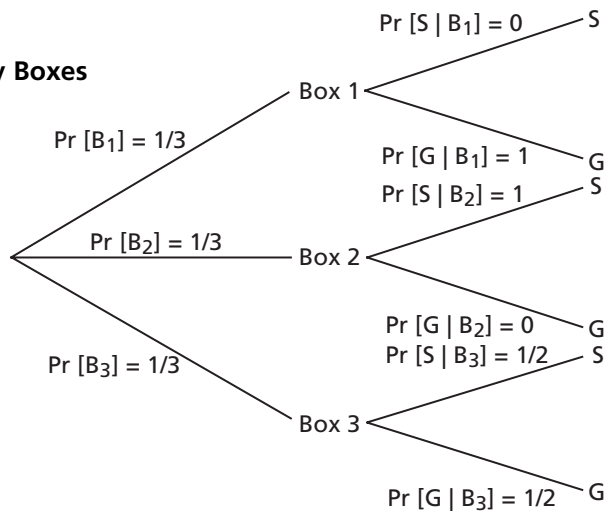 Pr [S | B1] = 0
S
Boxes
Box 1
Pr [B1] = 1/3
Pr [G | B1] = 1
G
Pr [S | B2] = 1
S
Pr [B2] = 1/3
Box 2
Pr [G | B2] = 0
G
Pr [S | B3] = 1/2
S
Pr [B3] = 1/3
Box 3
Pr [G | B3] = 1/2
G